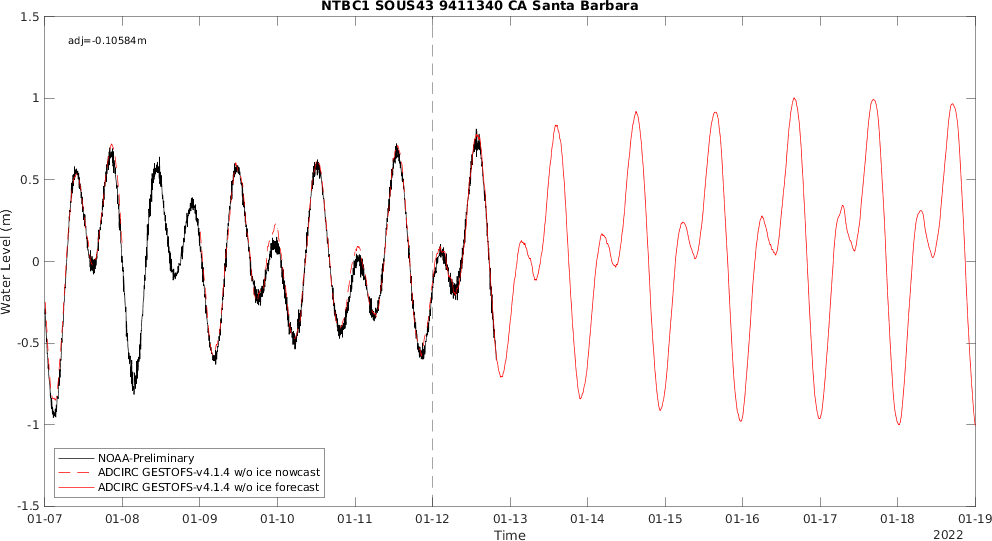 NTBC1 SOUS43 9411340 CA Santa Barbara
1.5
adj=-0.10584m
1
0.5
0
-0.5
-1
-1.5
Water Level (m)
NOAA-Preliminary
ADCIRC GESTOFS-v4.1.4 w/o ice nowcast
ADCIRC GESTOFS-v4.1.4 w/o ice forecast
01-07 01-08 01-09 01-10 01-11 01-12 01-13 01-14 01-15 01-16 01-17 01-18 01-19
Time
2022